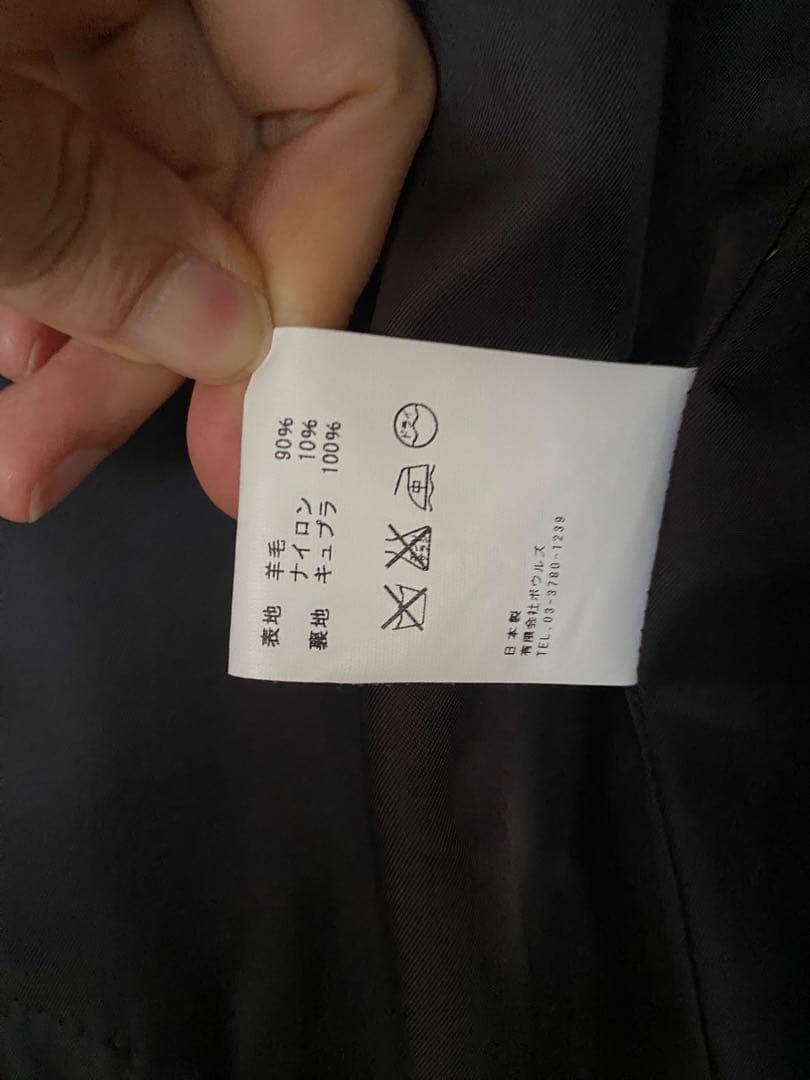 表地 羊毛 90%
ナイロン 10%
裏地 キュプラ 100%
中
ドライ
日本製
有限会社ボウルズ
TEL.03-3780-1239